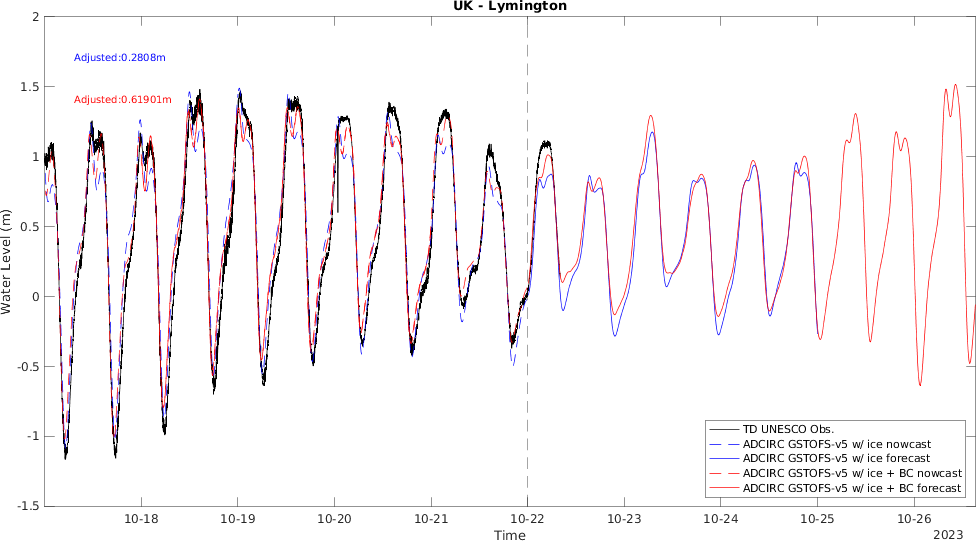 UK - Lymington
2
1.5
1
0.5
0
-0.5
-1
-1.5
Water Level (m)
Adjusted:0.2808m
Adjusted:0.61901m
TD UNESCO Obs.
ADCIRC GSTOFS-v5 w/ ice nowcast
ADCIRC GSTOFS-v5 w/ ice forecast
ADCIRC GSTOFS-v5 w/ ice + BC nowcast
ADCIRC GSTOFS-v5 w/ ice + BC forecast
10-18 10-19 10-20 10-21 10-22 10-23 10-24 10-25 10-26
Time
2023